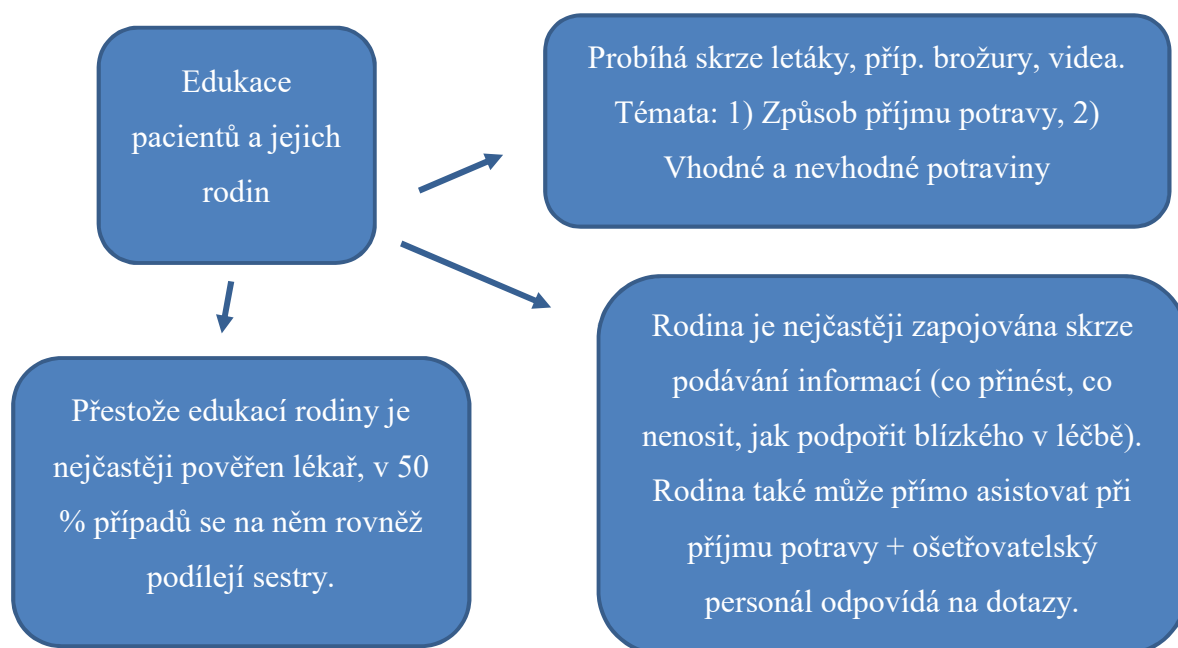 Edukace
pacientů a jejich
rodin
Probíhá skrze letáky, příp. brožury, videa.
Témata: 1) Způsob příjmu potravy, 2)
Vhodné a nevhodné potraviny
Přestože edukací rodiny je
nejčastěji pověřen lékař, v 50
% případů se na něm rovněž
podílejí sestry.
Rodina je nejčastěji zapojována skrze
podávání informací (co přinést, co
nenosit, jak podpořit blízkého v léčbě).
Rodina také může přímo asistovat při
příjmu potravy + ošetřovatelský
personál odpovídá na dotazy.